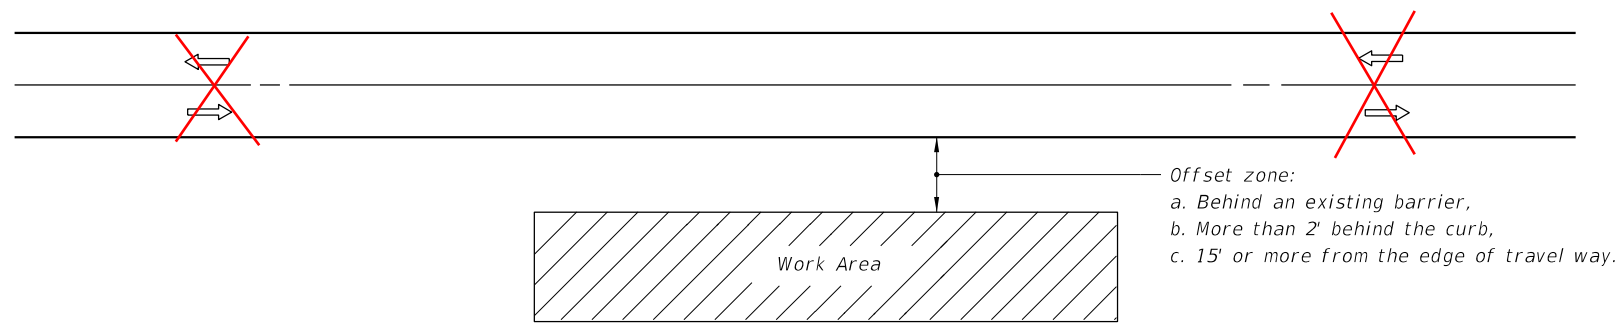 Offset zone:
a. Behind an existing barrier,
b. More than 2' behind the curb,
c. 15' or more from the edge of travel way.
Work Area